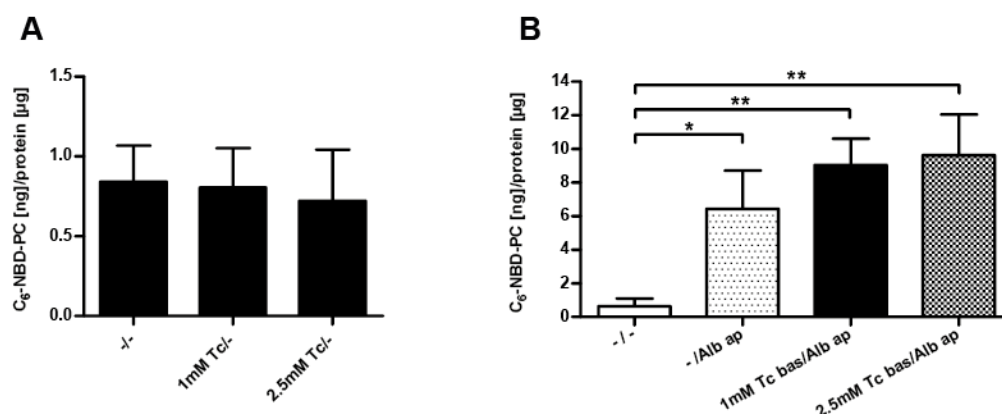 A
C₆-NBD-PC [ng]/protein [µg]
1.5
1.0
0.5
0.0
-/-
1mM Tc/-
2.5mM Tc/-
B
C₆-NBD-PC [ng]/protein [µg]
14
12
10
8
6
4
2
0
**
**
*
-/-
-/Alb ap
1mM Tc bas/Alb ap
2.5mM Tc bas/Alb ap